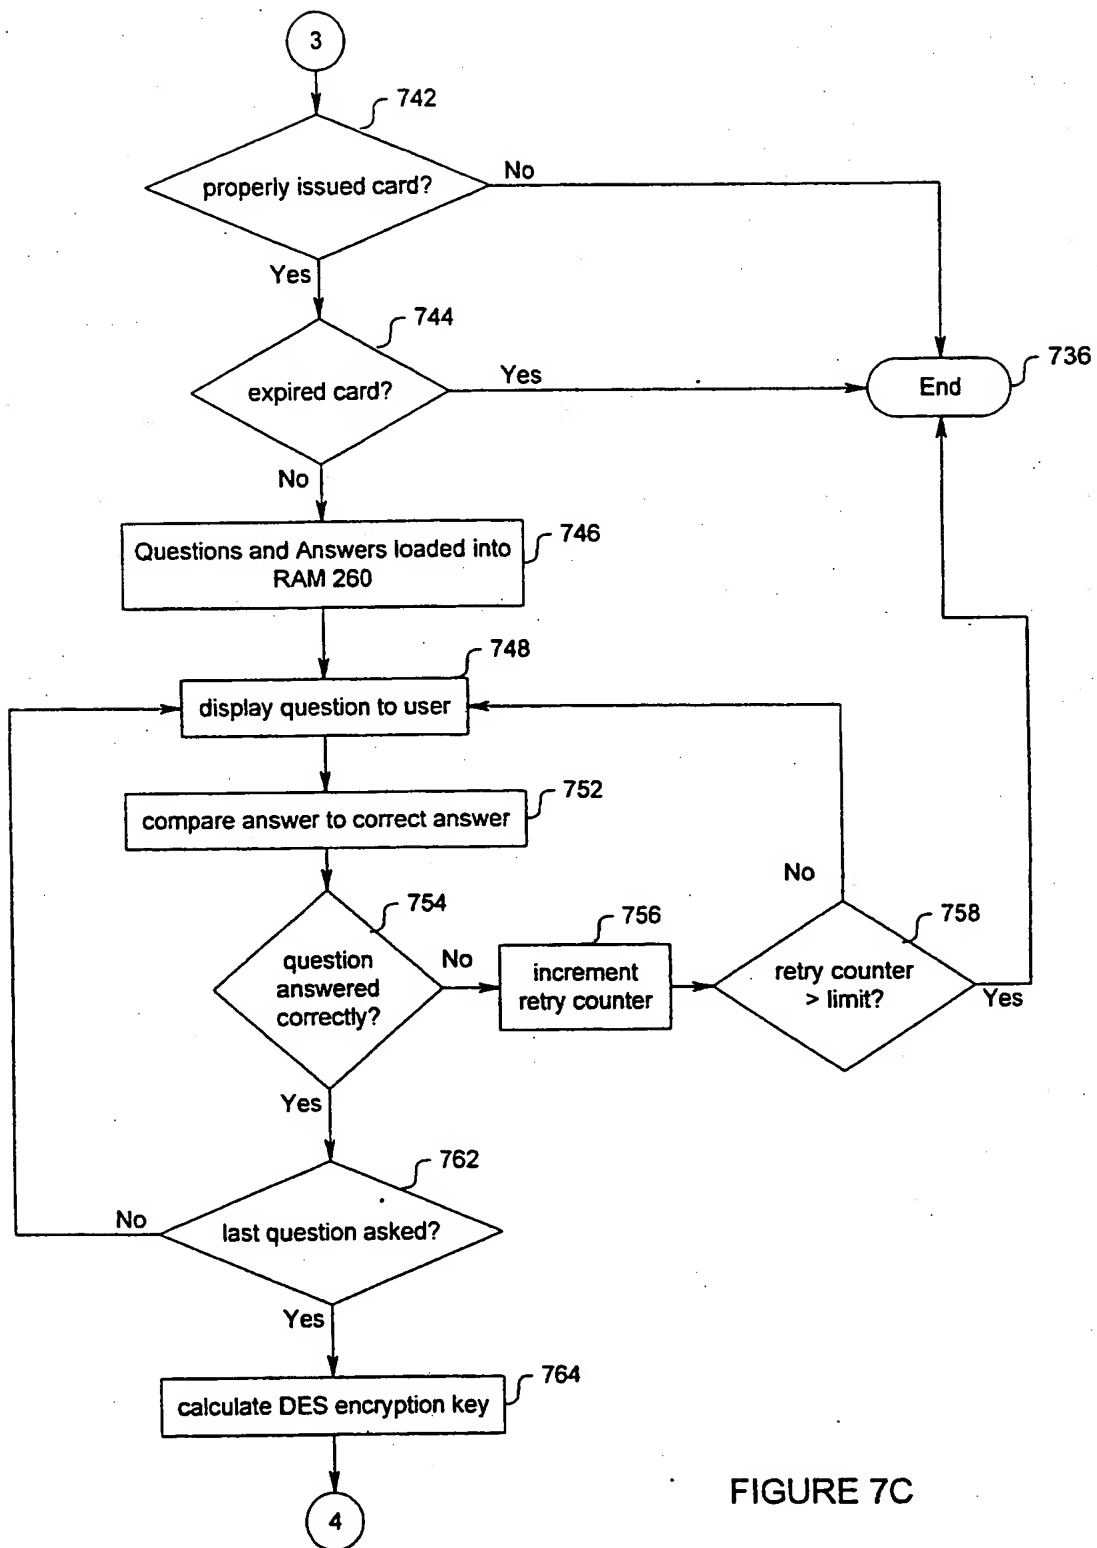 3
742
properly issued card?
No
Yes
744
expired card?
Yes
736
End
No
Questions and Answers loaded into
RAM 260
746
748
display question to user
752
compare answer to correct answer
No
754
question
answered
correctly?
No
756
increment
retry counter
758
retry counter
> limit?
Yes
Yes
762
last question asked?
No
Yes
764
calculate DES encryption key
4
FIGURE 7C